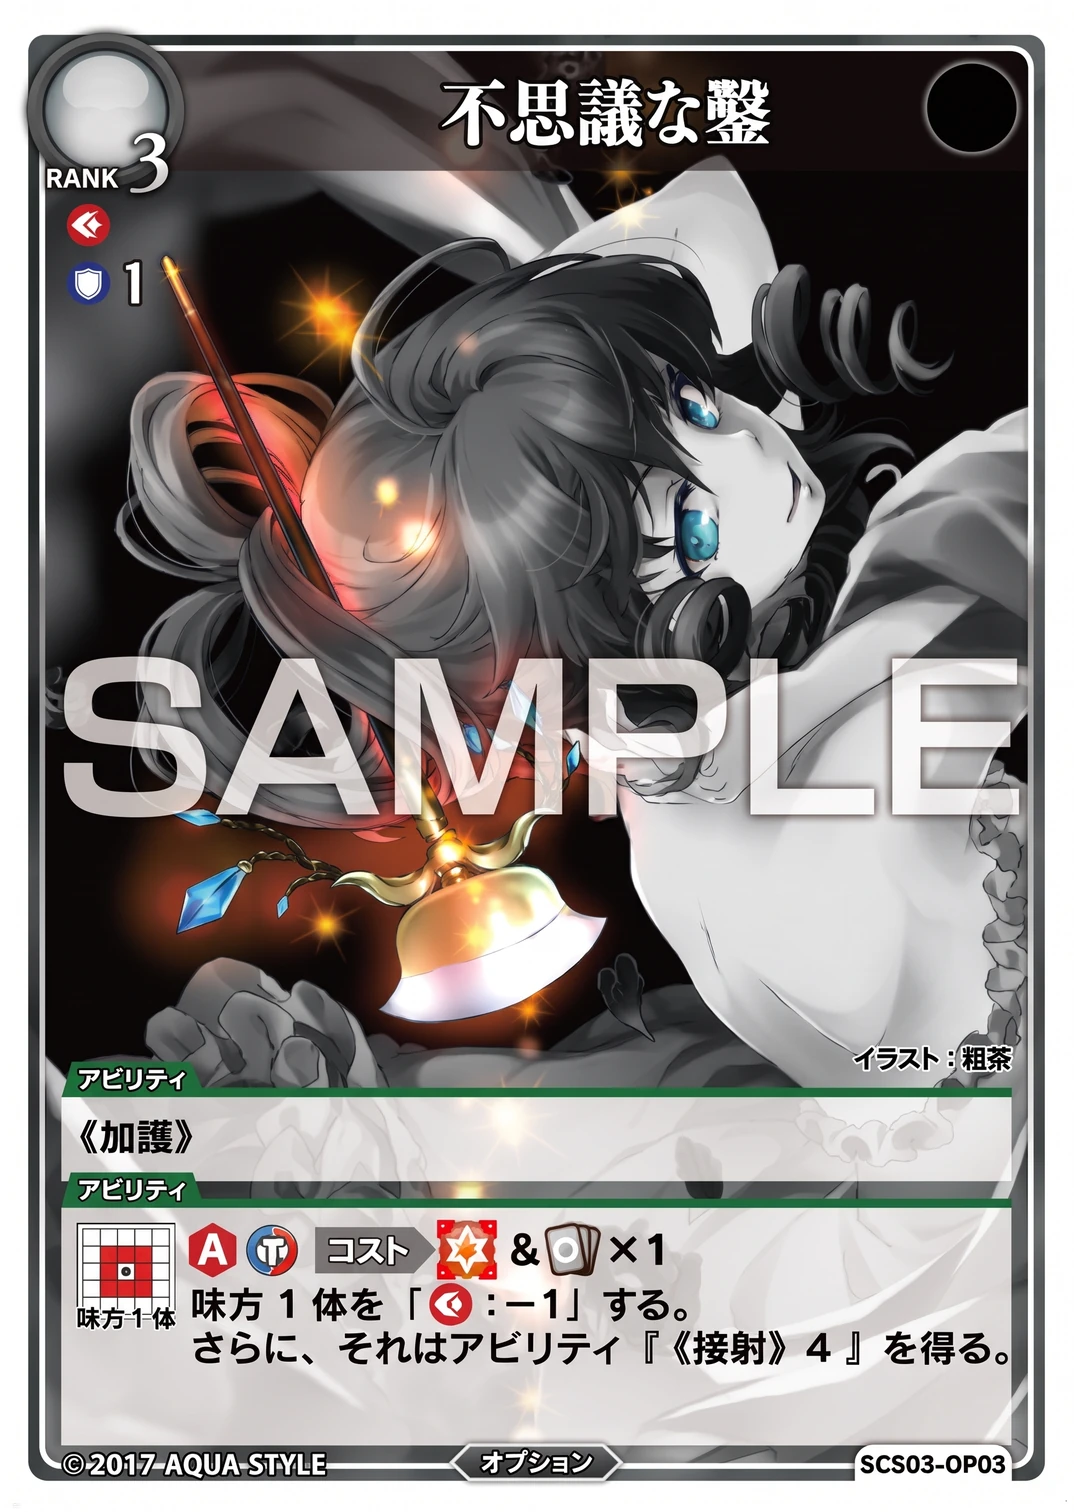 不思議な鑿
RANK 3
1
SAMPLE
イラスト：粗茶
アビリティ
《加護》
アビリティ
A T コスト &×1
味方1体
味方1体を「：－1」する。
さらに、それはアビリティ『《接射》4』を得る。
©2017 AQUA STYLE
オプション
SCS03-OP03